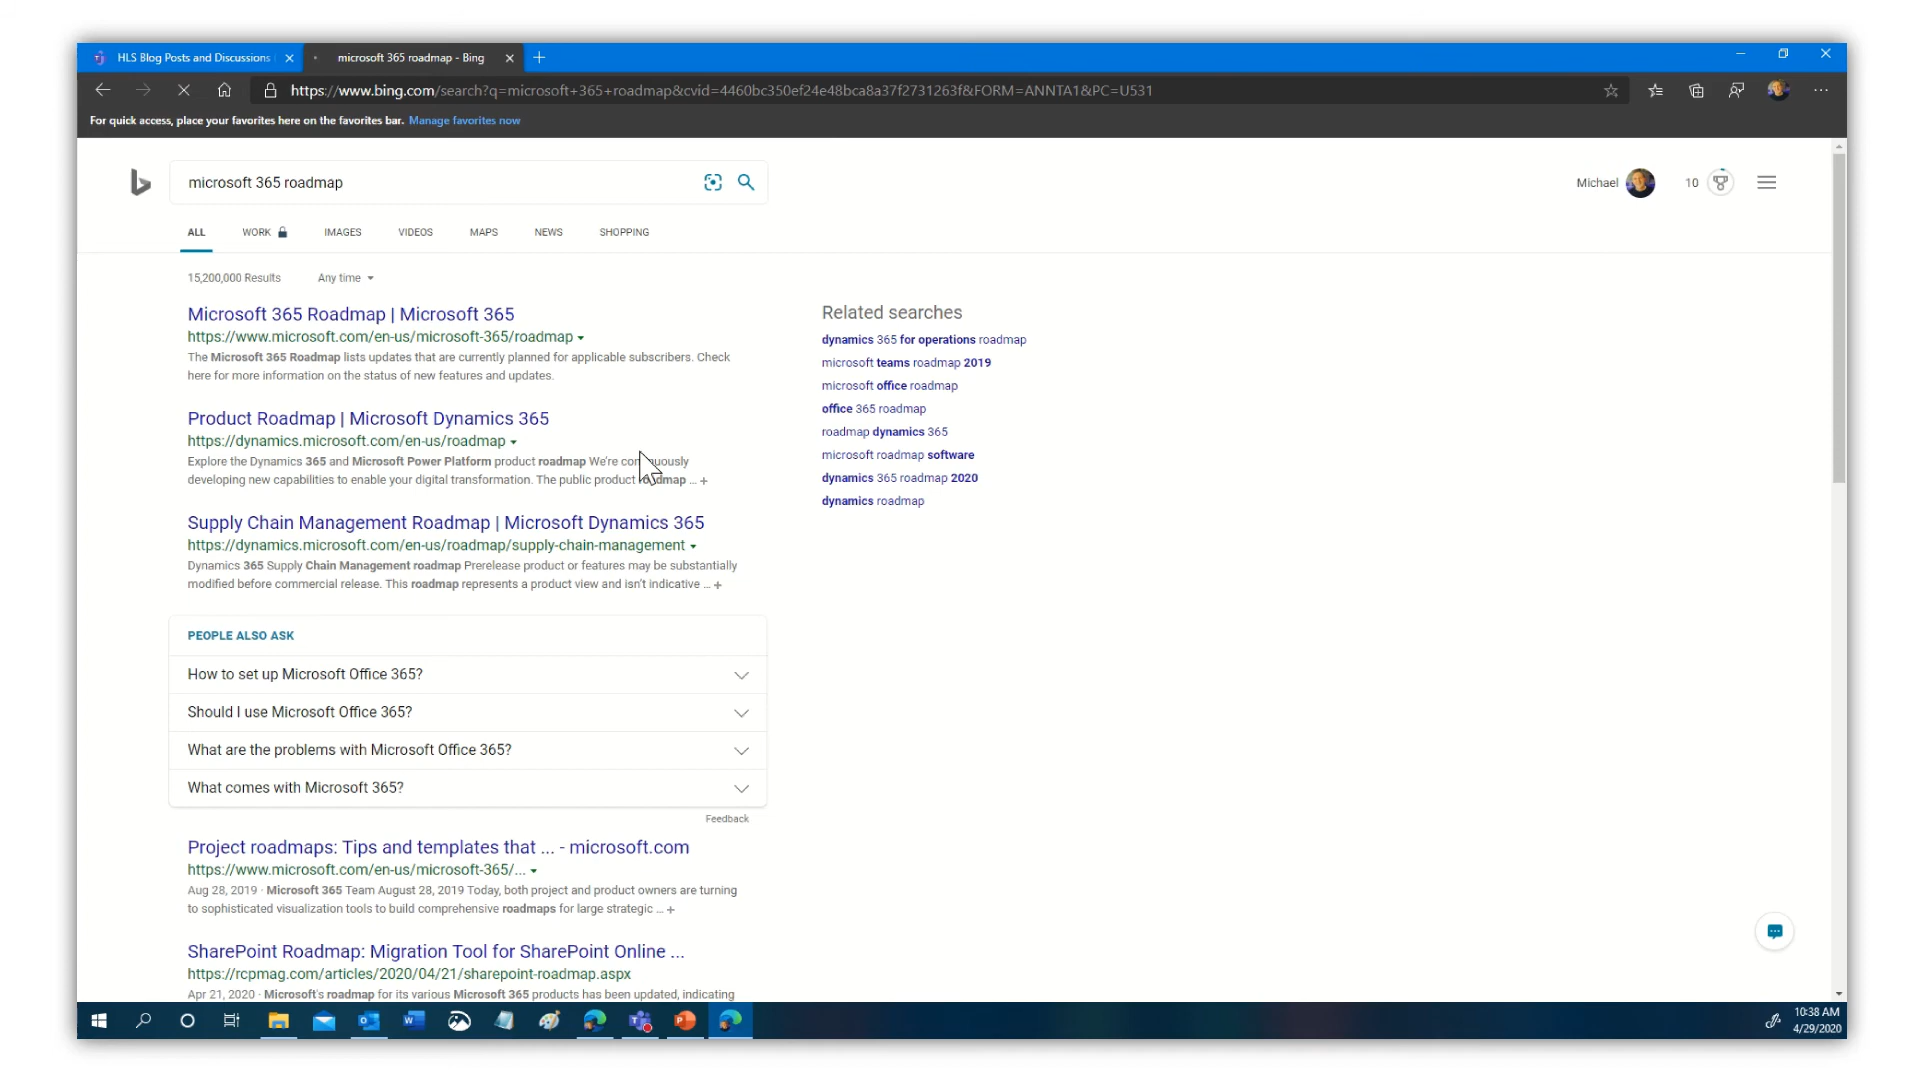 HLS Blog Posts and Discussions
microsoft 365 roadmap - Bing
https://www.bing.com/search?q=microsoft+365+roadmap&cvid=4460bc350ef24e48bca8a37f2731263f&FORM=ANNTA1&PC=U531
For quick access, place your favorites here on the favorites bar. Manage favorites now
microsoft 365 roadmap
Michael
10
ALL WORK IMAGES VIDEOS MAPS NEWS SHOPPING
15,200,000 Results Any time
Microsoft 365 Roadmap | Microsoft 365
https://www.microsoft.com/en-us/microsoft-365/roadmap
The Microsoft 365 Roadmap lists updates that are currently planned for applicable subscribers. Check
here for more information on the status of new features and updates.
Product Roadmap | Microsoft Dynamics 365
https://dynamics.microsoft.com/en-us/roadmap
Explore the Dynamics 365 and Microsoft Power Platform product roadmap We're continuously
developing new capabilities to enable your digital transformation. The public product roadmap ... +
Supply Chain Management Roadmap | Microsoft Dynamics 365
https://dynamics.microsoft.com/en-us/roadmap/supply-chain-management
Dynamics 365 Supply Chain Management roadmap Prerelease product or features may be substantially
modified before commercial release. This roadmap represents a product view and isn't indicative ... +
PEOPLE ALSO ASK
How to set up Microsoft Office 365?
Should I use Microsoft Office 365?
What are the problems with Microsoft Office 365?
What comes with Microsoft 365?
Feedback
Project roadmaps: Tips and templates that ... - microsoft.com
https://www.microsoft.com/en-us/microsoft-365/...
Aug 28, 2019 · Microsoft 365 Team August 28, 2019 Today, both project and product owners are turning
to sophisticated visualization tools to build comprehensive roadmaps for large strategic ... +
SharePoint Roadmap: Migration Tool for SharePoint Online ...
https://rcpmag.com/articles/2020/04/21/sharepoint-roadmap.aspx
Apr 21, 2020 · Microsoft's roadmap for its various Microsoft 365 products has been updated, indicating
Related searches
dynamics 365 for operations roadmap
microsoft teams roadmap 2019
microsoft office roadmap
office 365 roadmap
roadmap dynamics 365
microsoft roadmap software
dynamics 365 roadmap 2020
dynamics roadmap
10:38 AM
4/29/2020